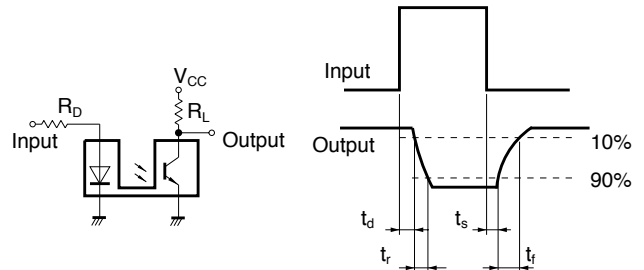 V_CC
R_D
R_L
Input
Output
Input
Output
10%
90%
t_d
t_s
t_r
t_f